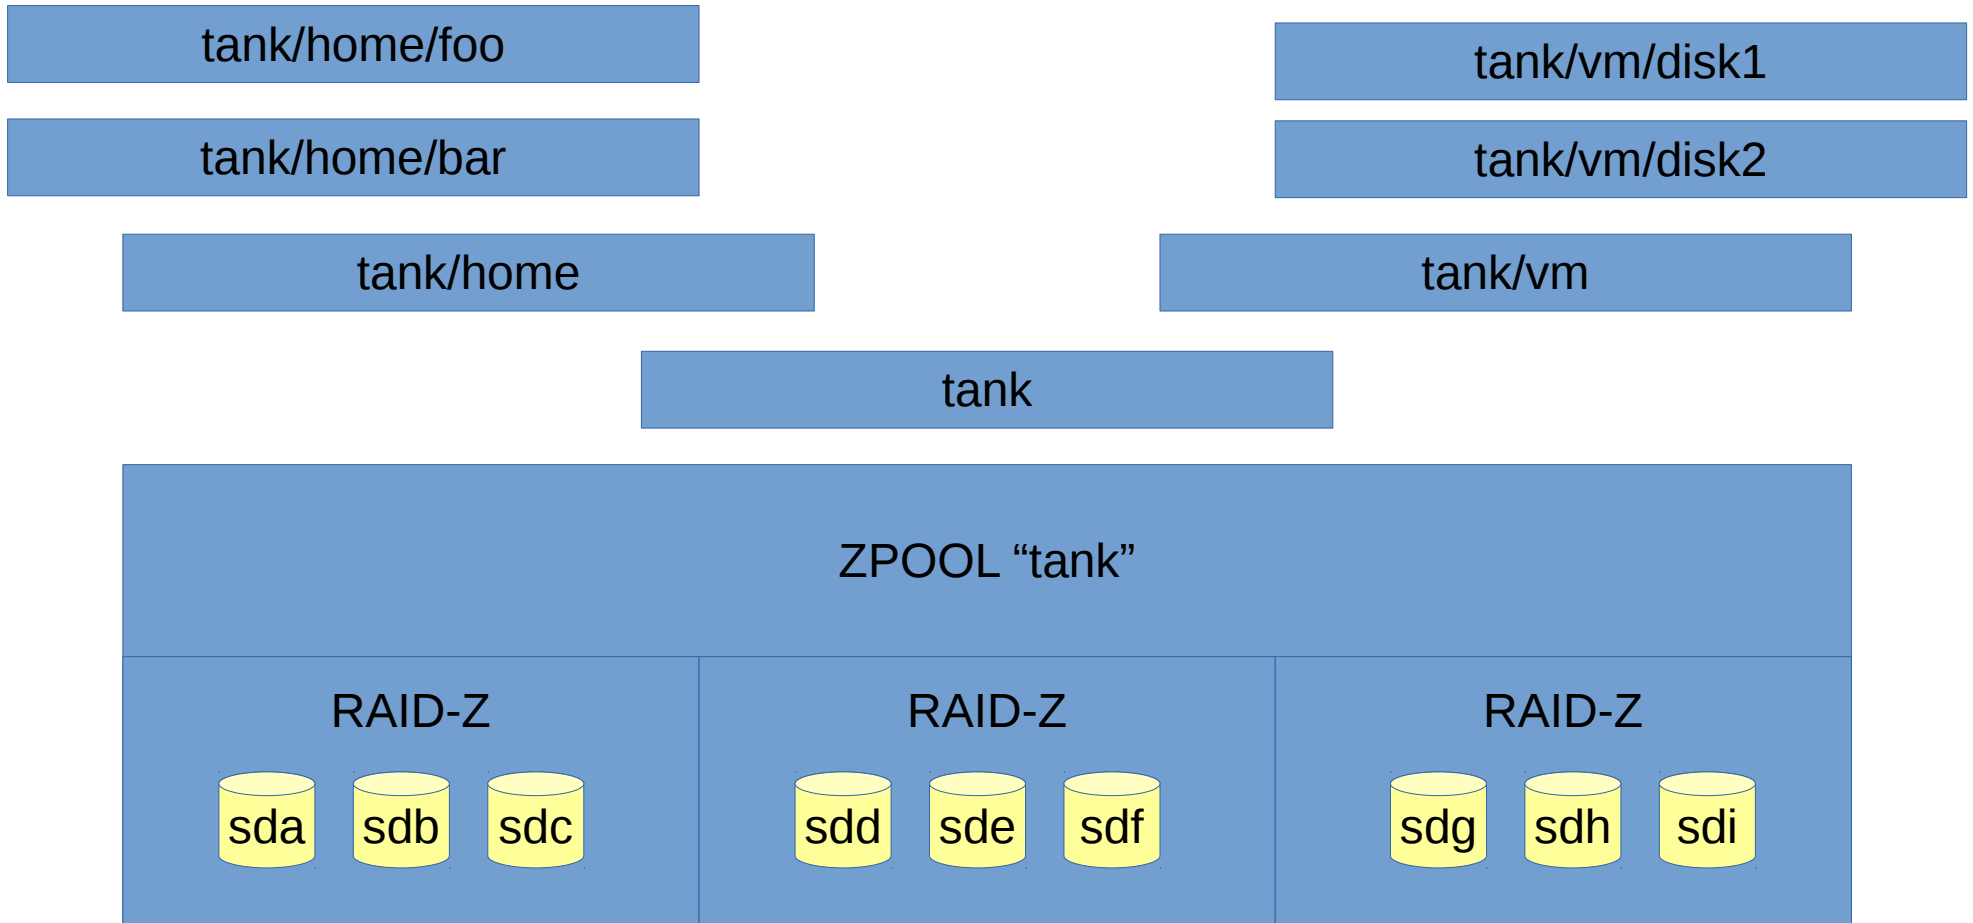 tank/home/foo
tank/vm/disk1
tank/home/bar
tank/vm/disk2
tank/home
tank/vm
tank
ZPOOL “tank”
RAID-Z
RAID-Z
RAID-Z
sda
sdb
sdc
sdd
sde
sdf
sdg
sdh
sdi